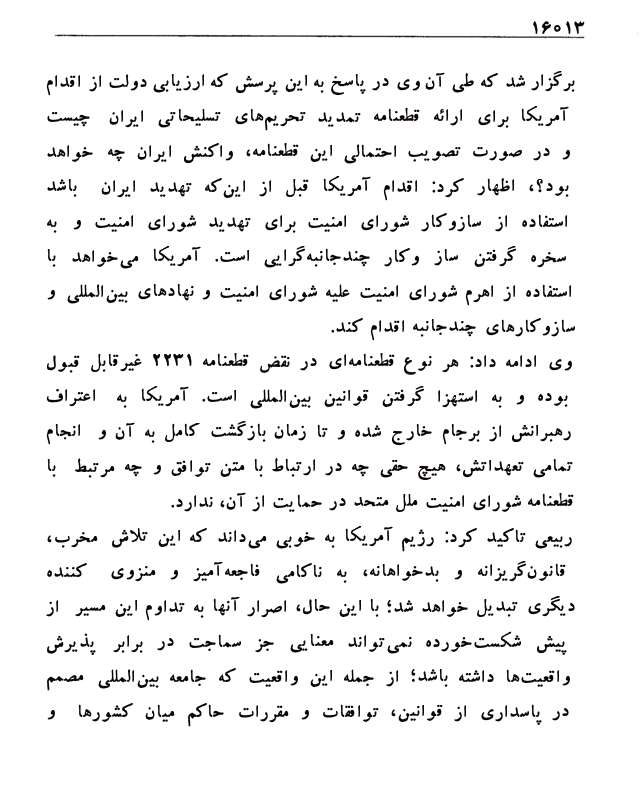 ۱۶۰۱۳
برگزار شد که طی آن وی در پاسخ به این پرسش که ارزیابی دولت از اقدام
آمریکا برای ارائه قطعنامه تمدید تحریم‌های تسلیحاتی ایران چیست
و در صورت تصویب احتمالی این قطعنامه، واکنش ایران چه خواهد
بود؟، اظهار کرد: اقدام آمریکا قبل از این‌که تهدید ایران باشد
استفاده از سازوکار شورای امنیت برای تهدید شورای امنیت و به
سخره گرفتن ساز وکار چندجانبه‌گرایی است. آمریکا می‌خواهد با
استفاده از اهرم شورای امنیت علیه شورای امنیت و نهادهای بین‌المللی و
سازوکارهای چندجانبه اقدام کند.
وی ادامه داد: هر نوع قطعنامه‌ای در نقض قطعنامه ۲۲۳۱ غیرقابل قبول
بوده و به استهزا گرفتن قوانین بین‌المللی است. آمریکا به اعتراف
رهبرانش از برجام خارج شده و تا زمان بازگشت کامل به آن و انجام
تمامی تعهداتش، هیچ حقی چه در ارتباط با متن توافق و چه مرتبط با
قطعنامه شورای امنیت ملل متحد در حمایت از آن، ندارد.
ربیعی تاکید کرد: رژیم آمریکا به خوبی می‌داند که این تلاش مخرب،
قانون‌گریزانه و بدخواهانه، به ناکامی فاجعه‌آمیز و منزوی کننده
دیگری تبدیل خواهد شد؛ با این حال، اصرار آنها به تداوم این مسیر از
پیش شکست‌خورده نمی‌تواند معنایی جز سماجت در برابر پذیرش
واقعیت‌ها داشته باشد؛ از جمله این واقعیت که جامعه بین‌المللی مصمم
در پاسداری از قوانین، توافقات و مقررات حاکم میان کشورها و